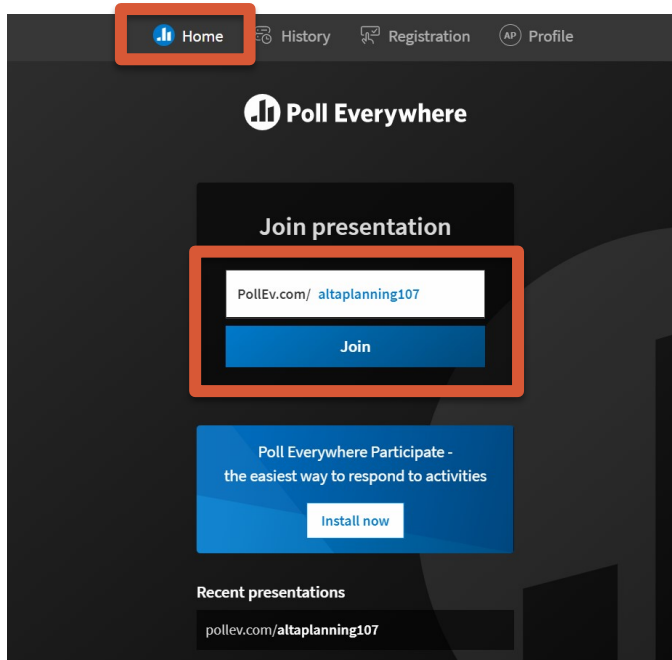 Home History Registration AP Profile
Poll Everywhere
Join presentation
PollEv.com/ altaplanning107
Join
Poll Everywhere Participate -
the easiest way to respond to activities
Install now
Recent presentations
pollev.com/altaplanning107